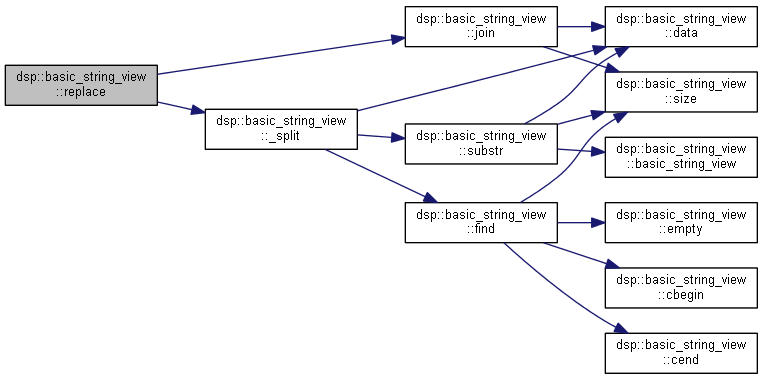 dsp::basic_string_view
::replace
dsp::basic_string_view
::join
dsp::basic_string_view
::_split
dsp::basic_string_view
::substr
dsp::basic_string_view
::find
dsp::basic_string_view
::data
dsp::basic_string_view
::size
dsp::basic_string_view
::basic_string_view
dsp::basic_string_view
::empty
dsp::basic_string_view
::cbegin
dsp::basic_string_view
::cend